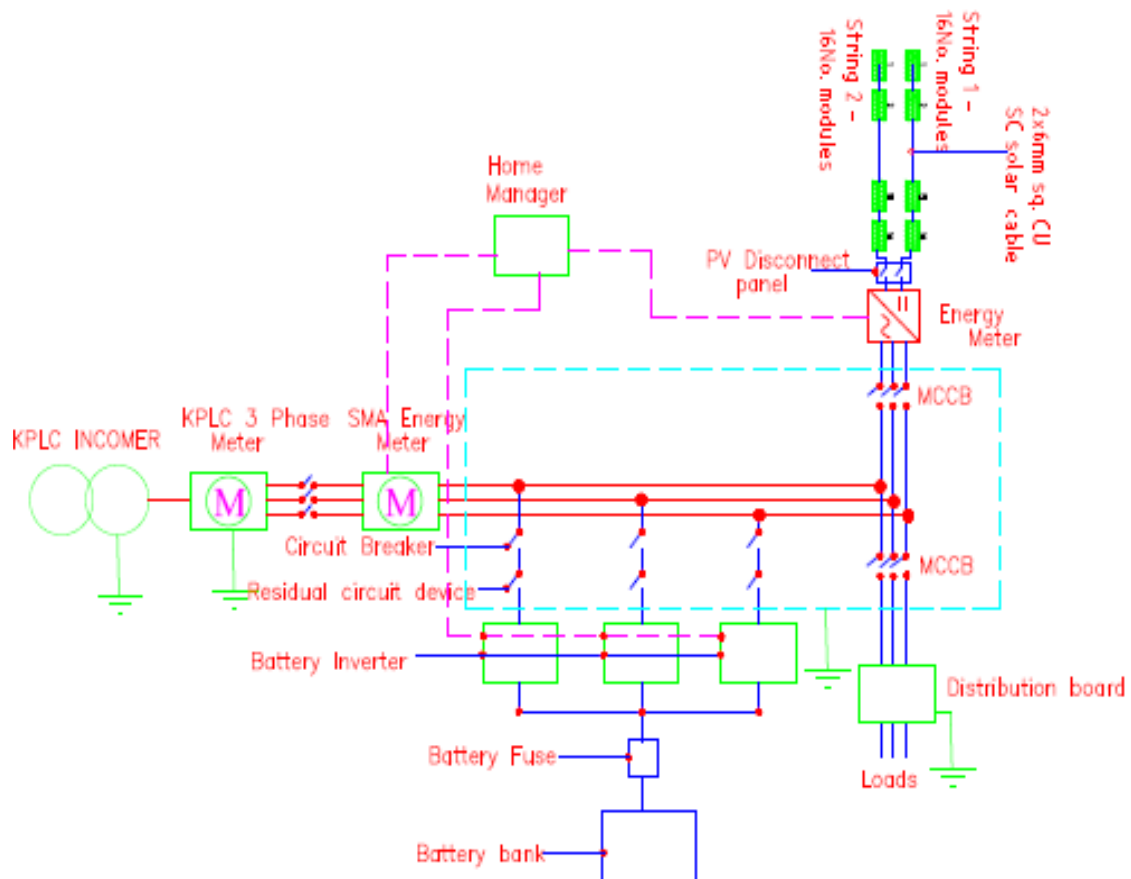 String 1 -
16No. modules
String 2 -
16No. modules
2x6mm sq. CU
SC solar cable
Home
Manager
PV Disconnect
panel
Energy
Meter
MCCB
KPLC INCOMER
KPLC 3 Phase
Meter
SMA Energy
Meter
M
M
Circuit Breaker
MCCB
Residual circuit device
Battery Inverter
Distribution board
Battery Fuse
Loads
Battery bank